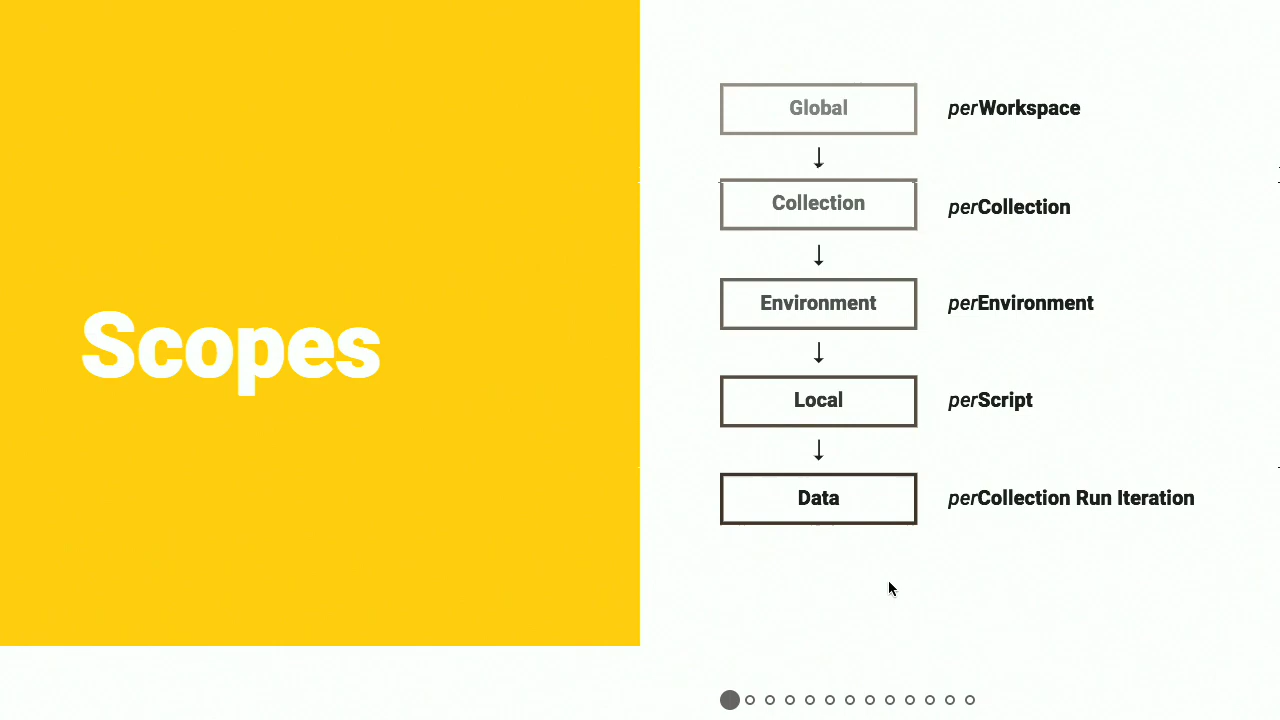 Scopes
Global
perWorkspace
↓
Collection
perCollection
↓
Environment
perEnvironment
↓
Local
perScript
↓
Data
perCollection Run Iteration